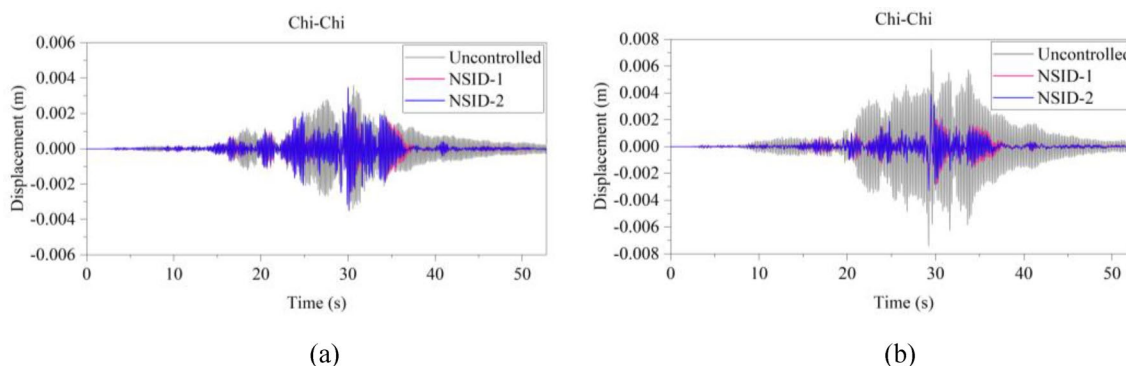 Chi-Chi
0.006
0.004
0.002
0.000
-0.002
-0.004
-0.006
Displacement (m)
Uncontrolled
NSID-1
NSID-2
0
10
20
30
40
50
Time (s)
(a)
Chi-Chi
0.008
0.006
0.004
0.002
0.000
-0.002
-0.004
-0.006
-0.008
Displacement (m)
Uncontrolled
NSID-1
NSID-2
0
10
20
30
40
50
Time (s)
(b)